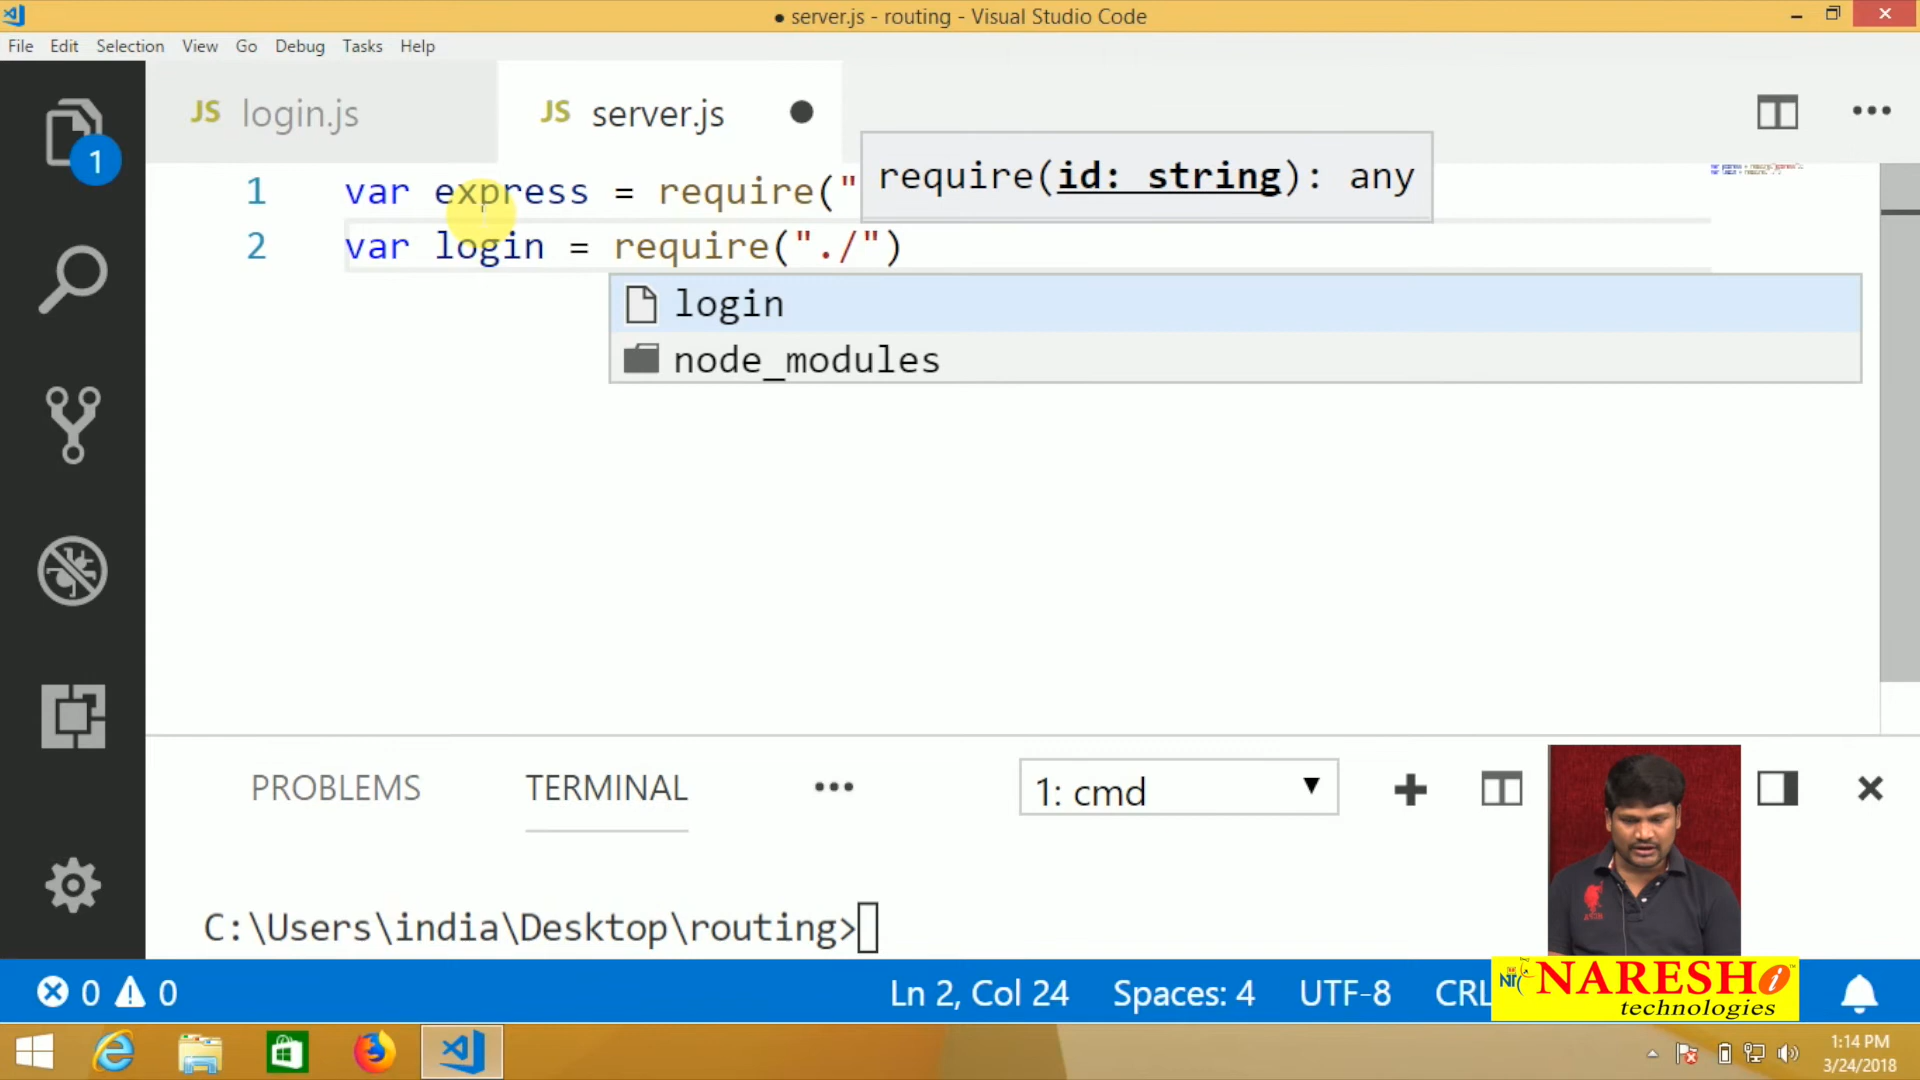 ● server.js - routing - Visual Studio Code
File Edit Selection View Go Debug Tasks Help
JS login.js
JS server.js
require(id: string): any
1 var express = require("
2 var login = require("./")
login
node_modules
1
PROBLEMS
TERMINAL
1: cmd
C:\Users\india\Desktop\routing>
0 0
Ln 2, Col 24
Spaces: 4
UTF-8
CRL
NARESH i
technologies
1:14 PM
3/24/2018